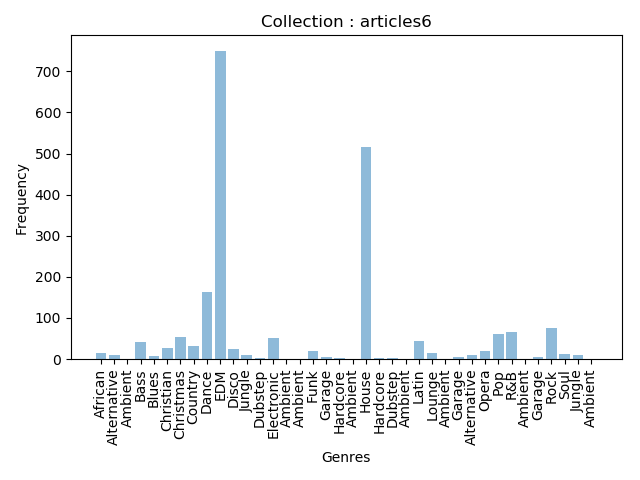 Collection : articles6
Frequency
700
600
500
400
300
200
100
0
African
Alternative
Ambient
Bass
Blues
Christian
Christmas
Country
Dance
EDM
Disco
Jungle
Dubstep
Electronic
Ambient
Ambient
Funk
Garage
Hardcore
Ambient
House
Hardcore
Dubstep
Ambient
Latin
Lounge
Ambient
Garage
Alternative
Opera
Pop
R&B
Ambient
Garage
Rock
Soul
Jungle
Ambient
Genres